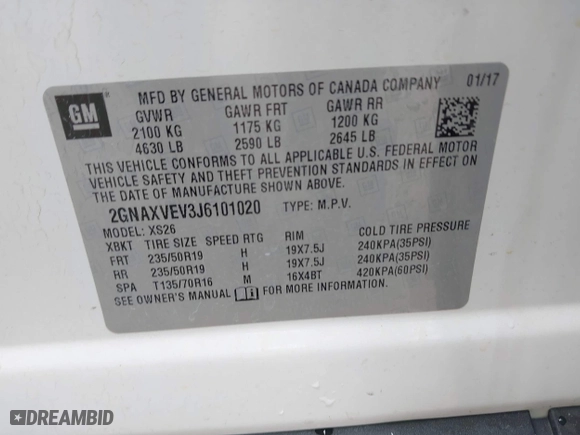 GM
MFD BY GENERAL MOTORS OF CANADA COMPANY 01/17
GVWR GAWR FRT GAWR RR
2100 KG 1175 KG 1200 KG
4630 LB 2590 LB 2645 LB
THIS VEHICLE CONFORMS TO ALL APPLICABLE U.S. FEDERAL MOTOR
VEHICLE SAFETY AND THEFT PREVENTION STANDARDS IN EFFECT ON
THE DATE OF MANUFACTURE SHOWN ABOVE.
2GNAXVEV3J6101020 TYPE: M.P.V.
MODEL: XS26
XBKT TIRE SIZE SPEED RTG RIM COLD TIRE PRESSURE
FRT 235/50R19 H 19X7.5J 240KPA(35PSI)
RR 235/50R19 H 19X7.5J 240KPA(35PSI)
SPA T135/70R16 M 16X4BT 420KPA(60PSI)
SEE OWNER'S MANUAL FOR MORE INFORMATION.
DREAMBID